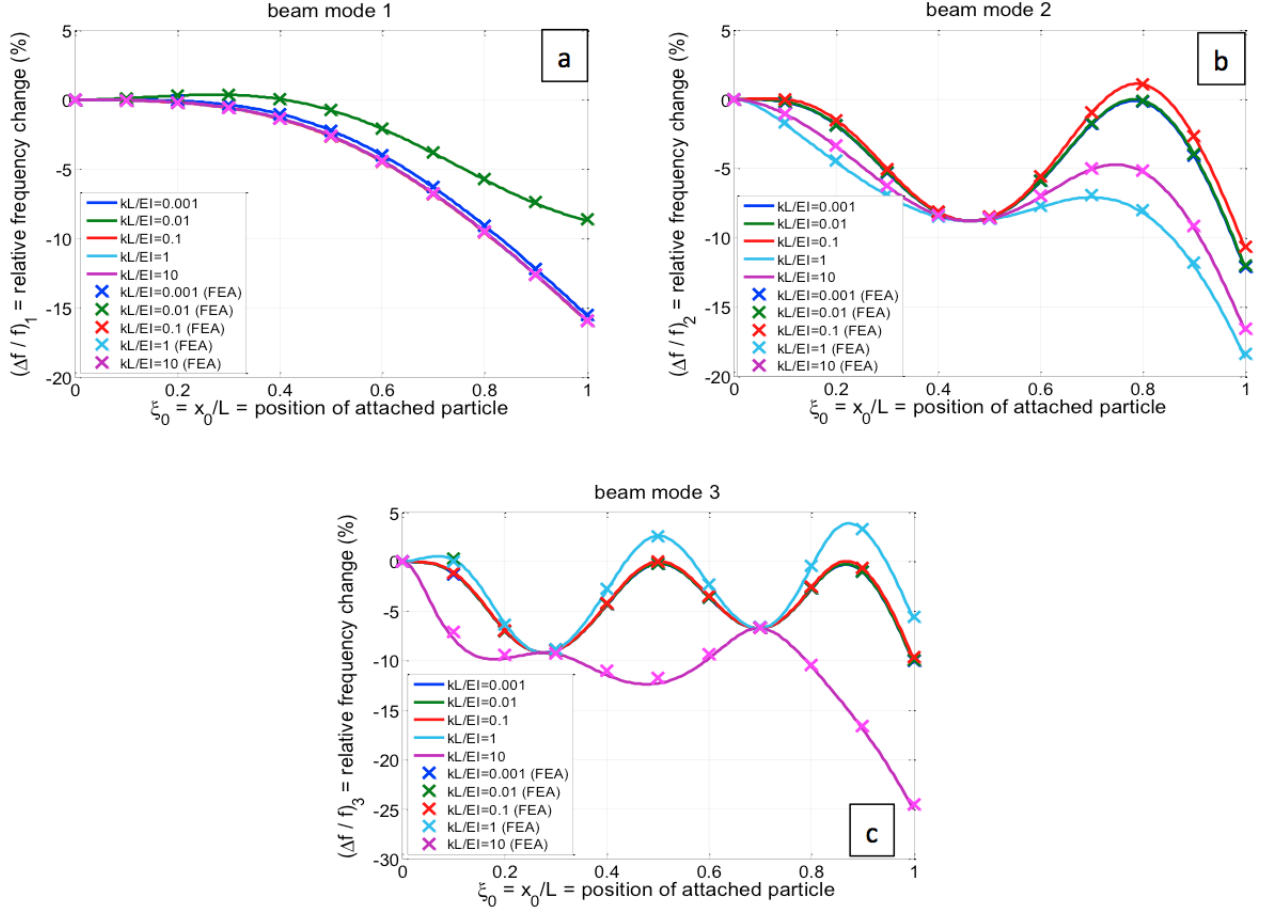 beam mode 1
a
(Δf / f)1 = relative frequency change (%)
5
0
-5
-10
-15
-20
kL/EI=0.001
kL/EI=0.01
kL/EI=0.1
kL/EI=1
kL/EI=10
kL/EI=0.001 (FEA)
kL/EI=0.01 (FEA)
kL/EI=0.1 (FEA)
kL/EI=1 (FEA)
kL/EI=10 (FEA)
0 0.2 0.4 0.6 0.8 1
ξ0 = x0/L = position of attached particle
beam mode 2
b
(Δf / f)2 = relative frequency change (%)
5
0
-5
-10
-15
-20
kL/EI=0.001
kL/EI=0.01
kL/EI=0.1
kL/EI=1
kL/EI=10
kL/EI=0.001 (FEA)
kL/EI=0.01 (FEA)
kL/EI=0.1 (FEA)
kL/EI=1 (FEA)
kL/EI=10 (FEA)
0 0.2 0.4 0.6 0.8 1
ξ0 = x0/L = position of attached particle
beam mode 3
(Δf / f)3 = relative frequency change (%)
5
0
-5
-10
-15
-20
-25
-30
kL/EI=0.001
kL/EI=0.01
kL/EI=0.1
kL/EI=1
kL/EI=10
kL/EI=0.001 (FEA)
kL/EI=0.01 (FEA)
kL/EI=0.1 (FEA)
kL/EI=1 (FEA)
kL/EI=10 (FEA)
c
0 0.2 0.4 0.6 0.8 1
ξ0 = x0/L = position of attached particle